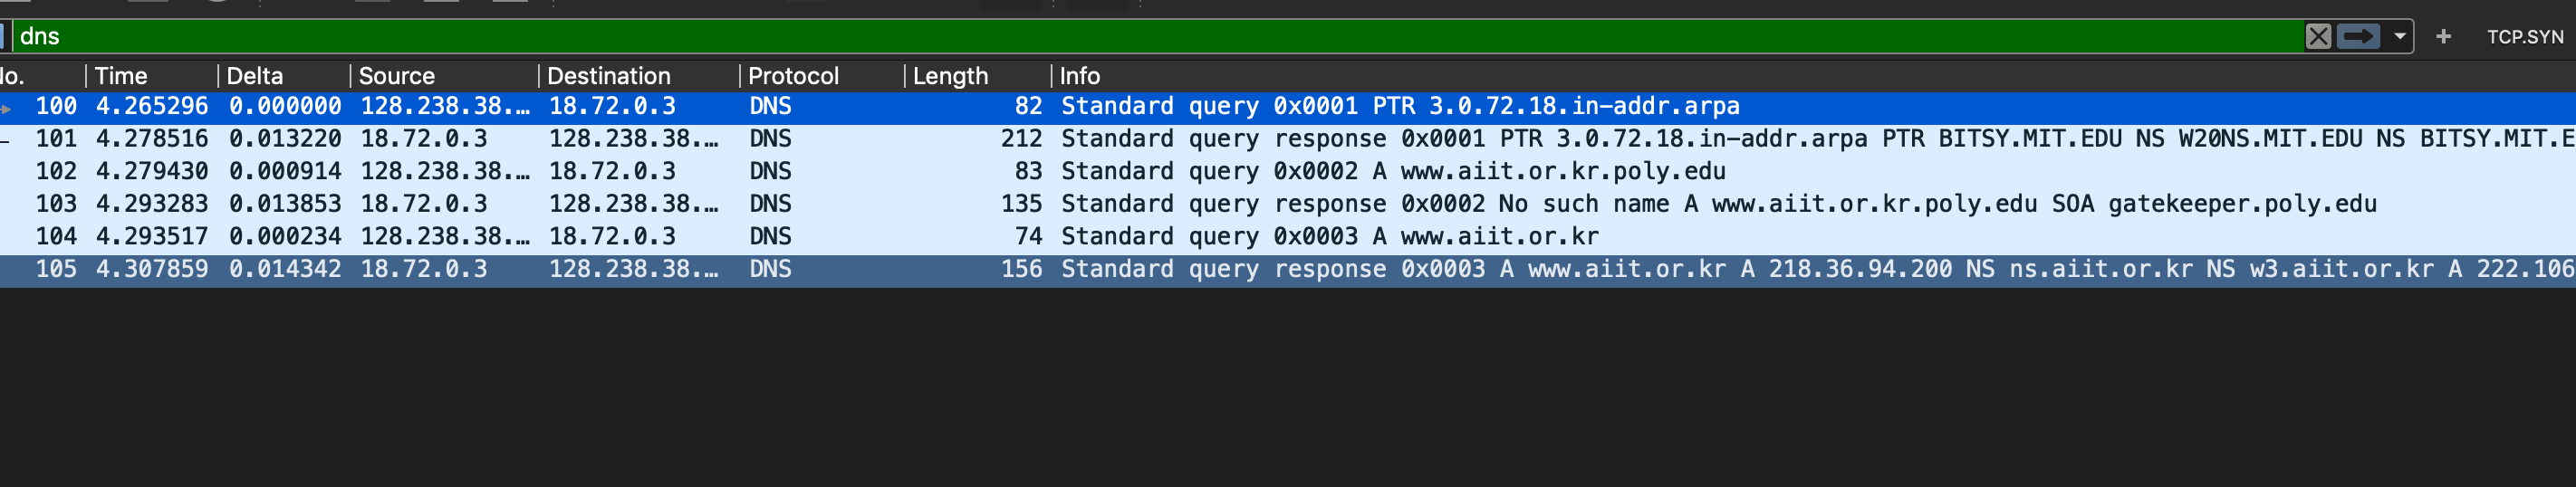 dns TCP.SYN
No. Time Delta Source Destination Protocol Length Info
100 4.265296 0.000000 128.238.38.… 18.72.0.3 DNS 82 Standard query 0x0001 PTR 3.0.72.18.in-addr.arpa
101 4.278516 0.013220 18.72.0.3 128.238.38.… DNS 212 Standard query response 0x0001 PTR 3.0.72.18.in-addr.arpa PTR BITSY.MIT.EDU NS W20NS.MIT.EDU NS BITSY.MIT.E
102 4.279430 0.000914 128.238.38.… 18.72.0.3 DNS 83 Standard query 0x0002 A www.aiit.or.kr.poly.edu
103 4.293283 0.013853 18.72.0.3 128.238.38.… DNS 135 Standard query response 0x0002 No such name A www.aiit.or.kr.poly.edu SOA gatekeeper.poly.edu
104 4.293517 0.000234 128.238.38.… 18.72.0.3 DNS 74 Standard query 0x0003 A www.aiit.or.kr
105 4.307859 0.014342 18.72.0.3 128.238.38.… DNS 156 Standard query response 0x0003 A www.aiit.or.kr A 218.36.94.200 NS ns.aiit.or.kr NS w3.aiit.or.kr A 222.106